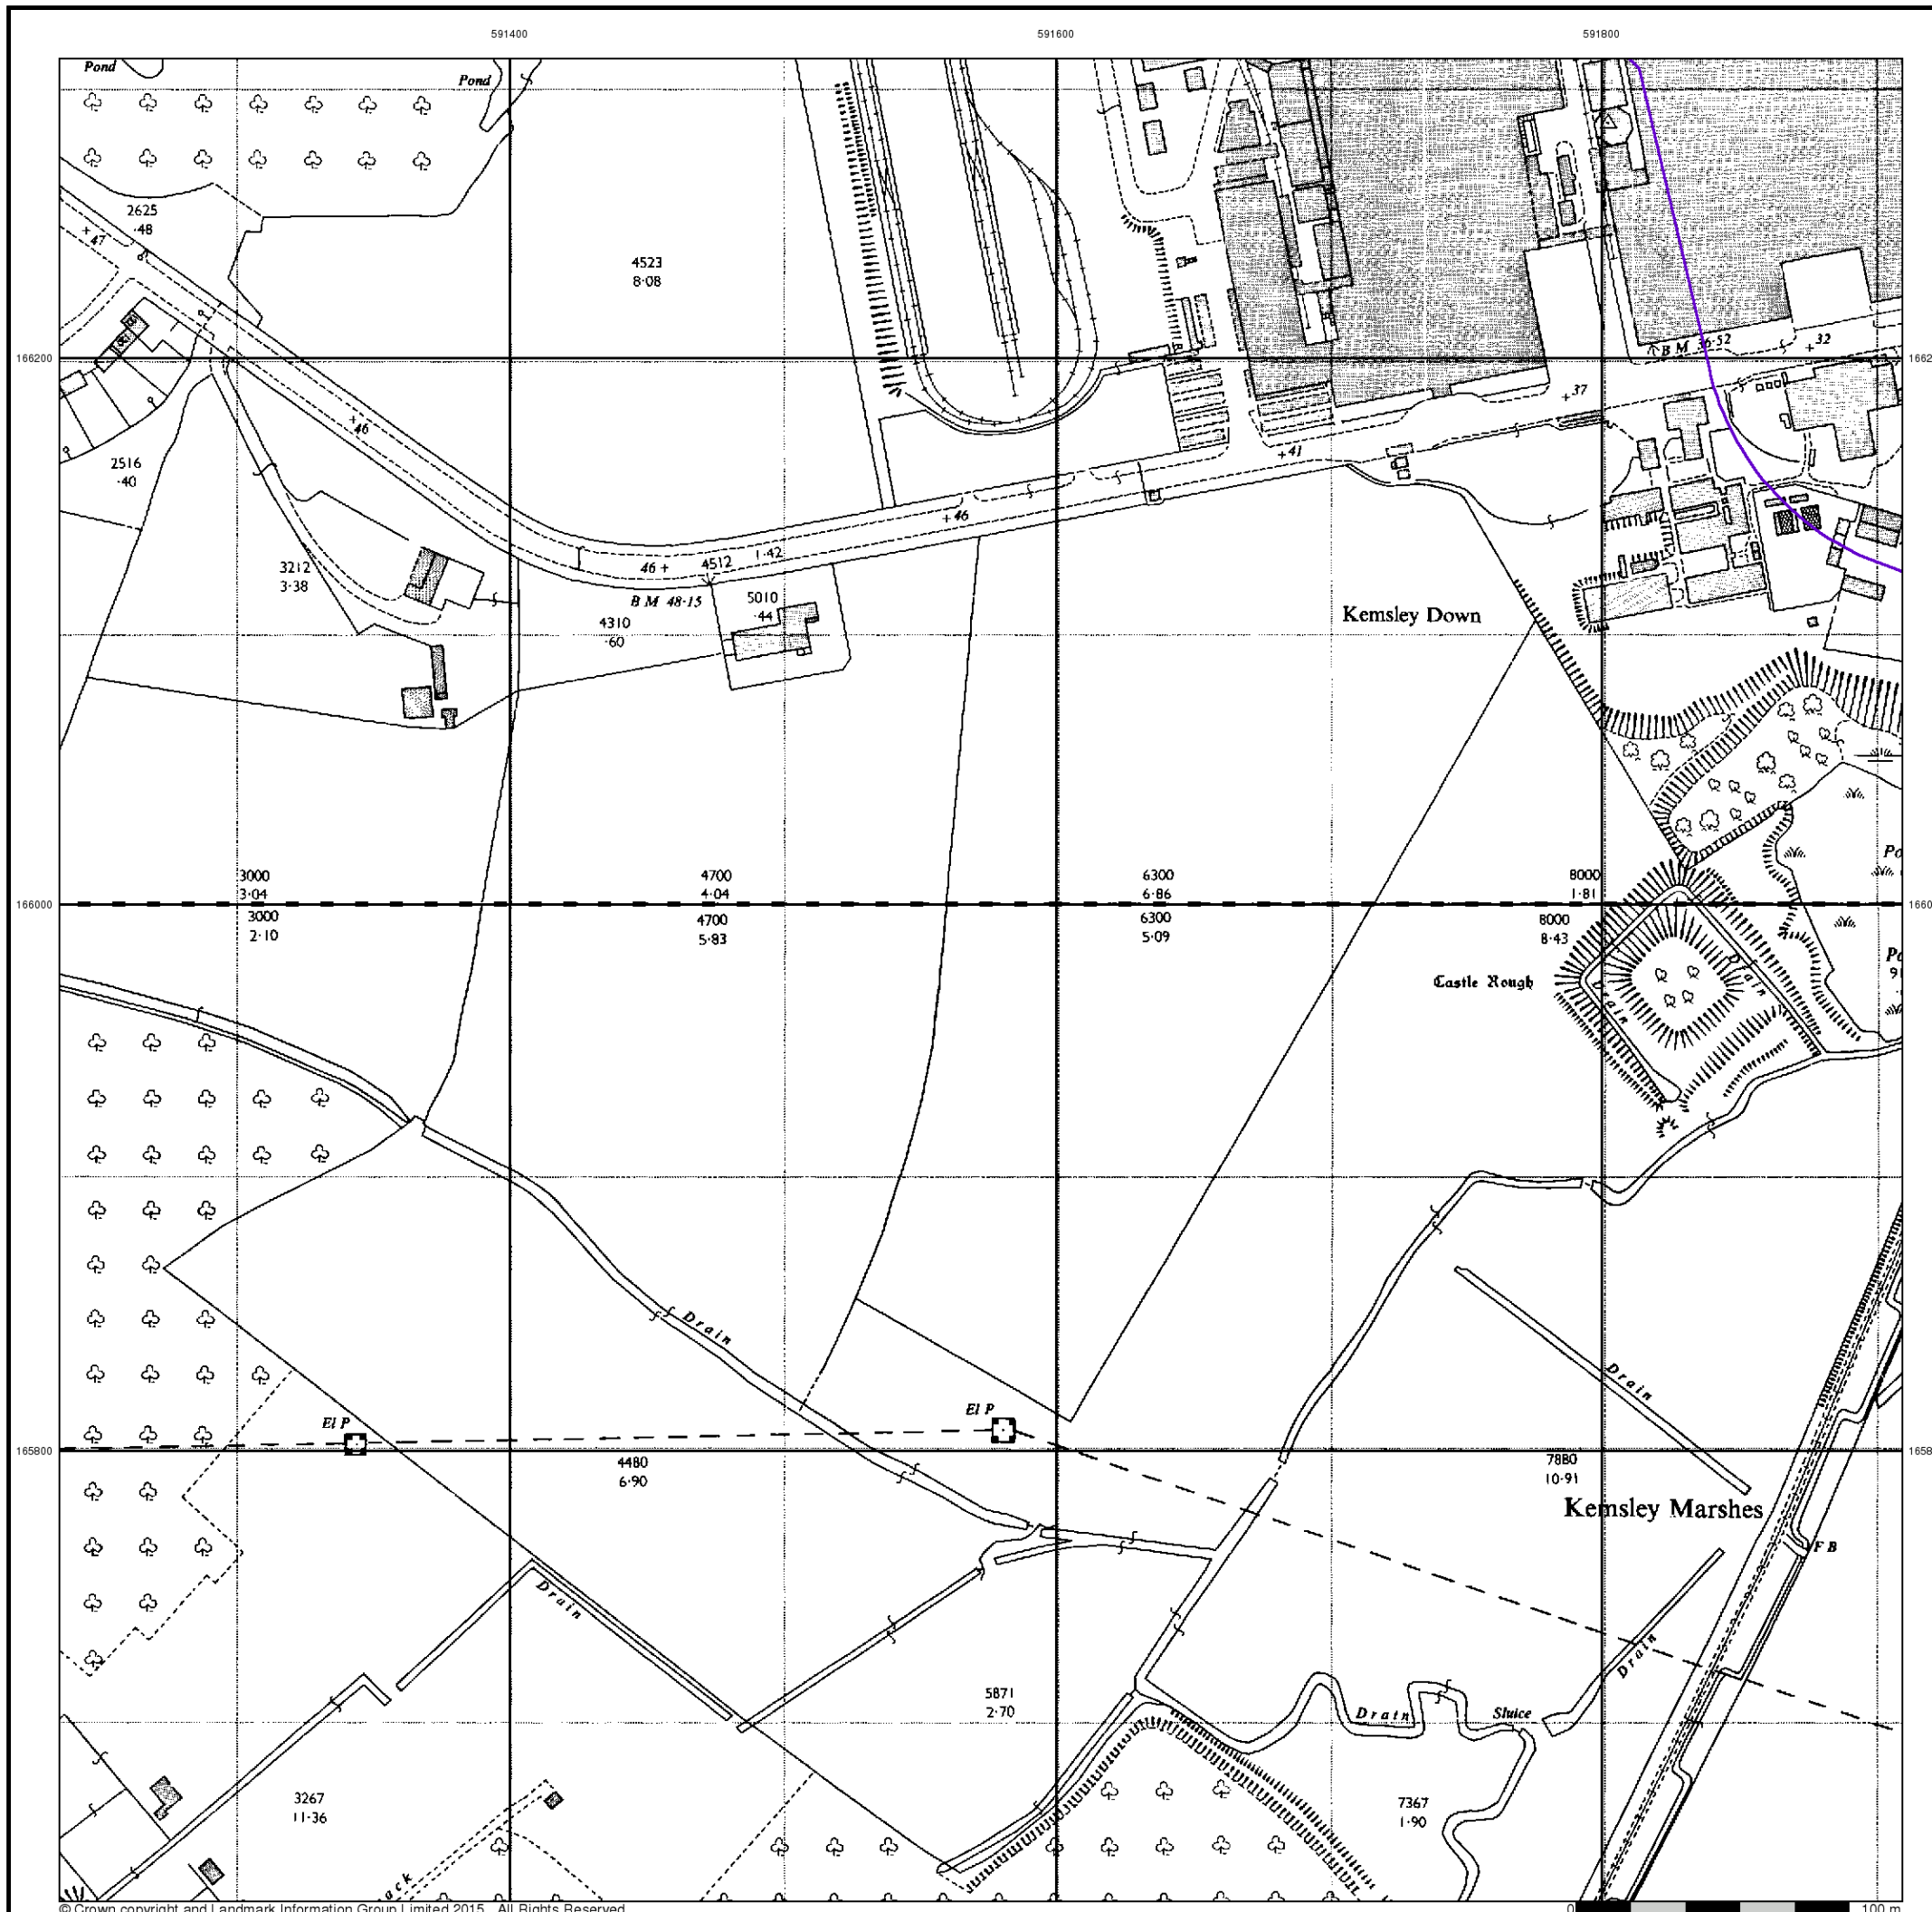 591400
591600
591800
Pond
Pond
2625
·48
+47
4523
8·08
166200
B M 36·52
+32
+37
+46
2516
·40
+41
+46
3212
3·38
46 +
4512
1·42
B M 48·15
5010
·44
4310
·60
Kemsley Down
3000
3·04
4700
4·04
6300
6·86
8000
1·81
166000
3000
2·10
4700
5·83
6300
5·09
8000
8·43
Castle Rough
Drain
Drain
Drain
Drain
El P
El P
165800
4480
6·90
7880
10·91
Kemsley Marshes
F B
Drain
Drain
5871
2·70
Drain
Sluice
3267
11·36
7367
1·90
© Crown copyright and Landmark Information Group Limited 2015. All Rights Reserved.
0
100 m